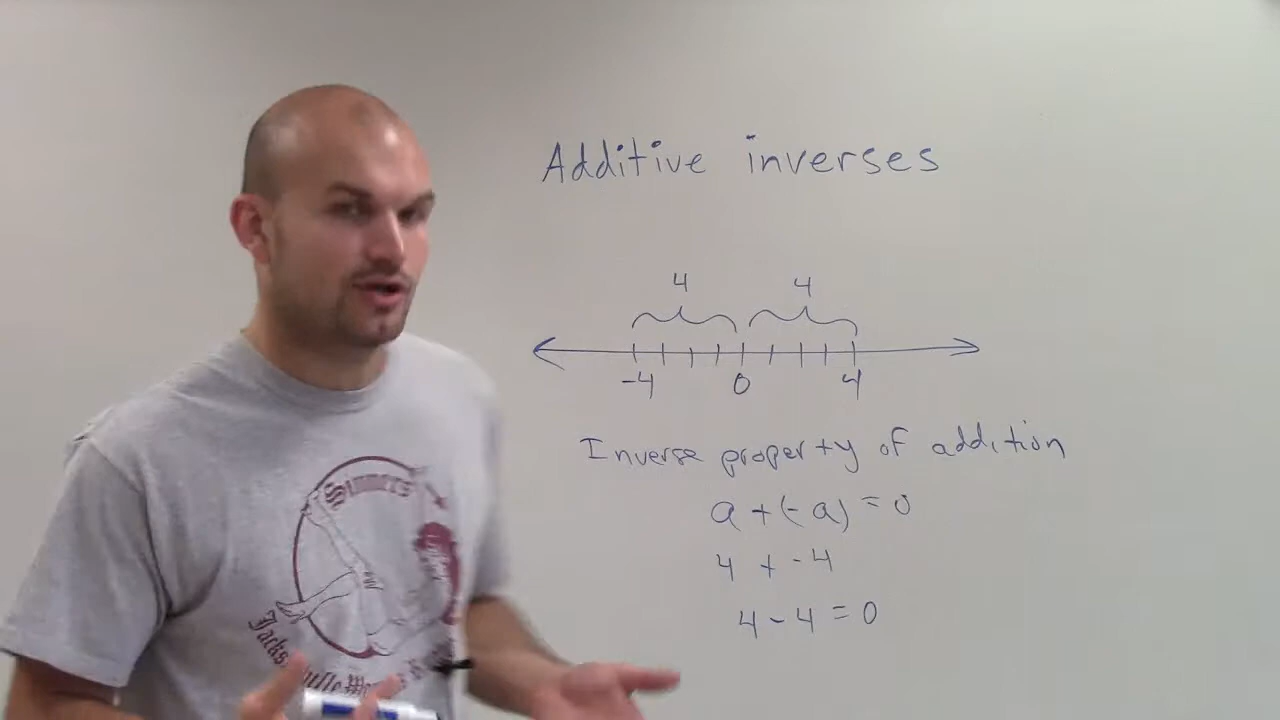 Additive inverses
4 4
-4 0 4
Inverse property of addition
a + (-a) = 0
4 + -4
4 - 4 = 0